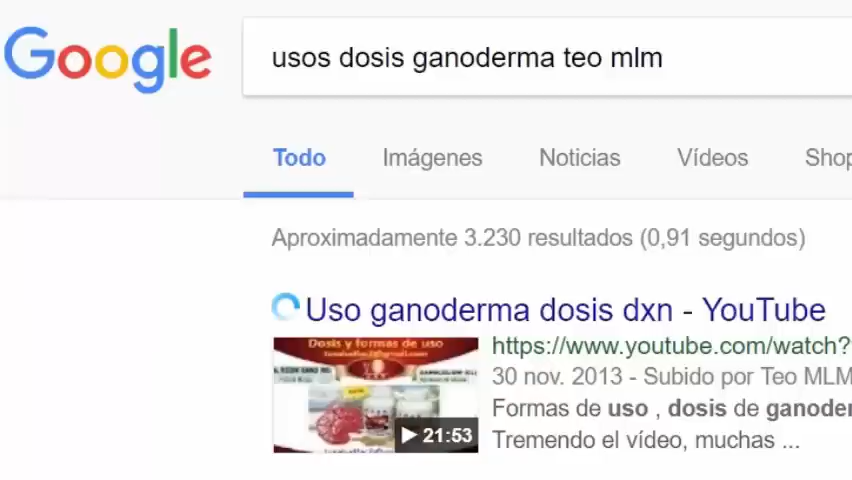 Google
usos dosis ganoderma teo mlm
Todo Imágenes Noticias Vídeos Shop
Aproximadamente 3.230 resultados (0,91 segundos)
Uso ganoderma dosis dxn - YouTube
Dosis y formas de uso
https://www.youtube.com/watch?
30 nov. 2013 - Subido por Teo MLM
Formas de uso , dosis de ganoder
21:53
Tremendo el vídeo, muchas ...